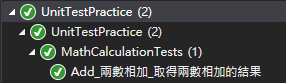 UnitTestPractice (2)
UnitTestPractice (2)
MathCalculationTests (1)
Add_兩數相加_取得兩數相加的結果